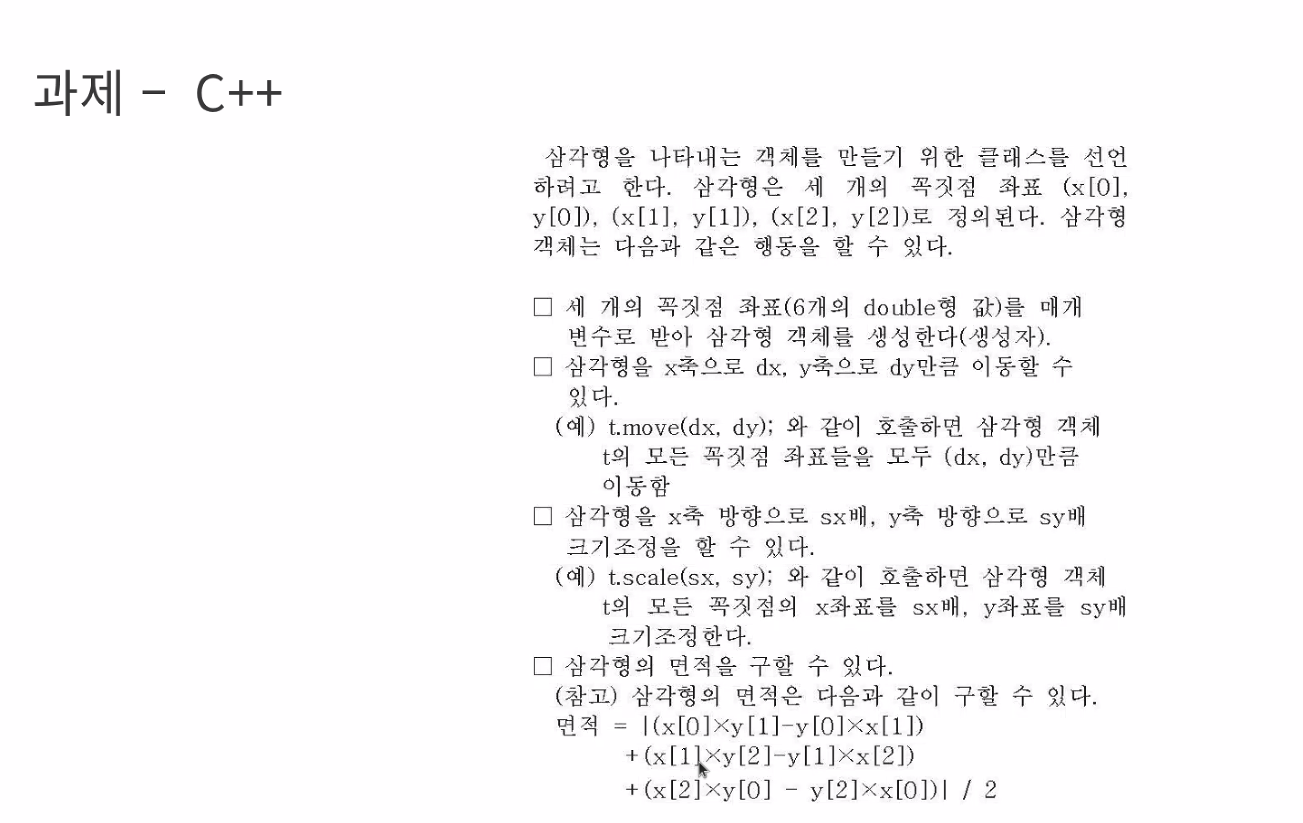 과제 - C++
삼각형을 나타내는 객체를 만들기 위한 클래스를 선언
하려고 한다. 삼각형은 세 개의 꼭짓점 좌표 (x[0],
y[0]), (x[1], y[1]), (x[2], y[2])로 정의된다. 삼각형
객체는 다음과 같은 행동을 할 수 있다.
□ 세 개의 꼭짓점 좌표(6개의 double형 값)를 매개
변수로 받아 삼각형 객체를 생성한다(생성자).
□ 삼각형을 x축으로 dx, y축으로 dy만큼 이동할 수
있다.
(예) t.move(dx, dy); 와 같이 호출하면 삼각형 객체
t의 모든 꼭짓점 좌표들을 모두 (dx, dy)만큼
이동함
□ 삼각형을 x축 방향으로 sx배, y축 방향으로 sy배
크기조정을 할 수 있다.
(예) t.scale(sx, sy); 와 같이 호출하면 삼각형 객체
t의 모든 꼭짓점의 x좌표를 sx배, y좌표를 sy배
크기조정한다.
□ 삼각형의 면적을 구할 수 있다.
(참고) 삼각형의 면적은 다음과 같이 구할 수 있다.
면적 = |(x[0]×y[1]-y[0]×x[1])
+(x[1]×y[2]-y[1]×x[2])
+(x[2]×y[0] - y[2]×x[0])| / 2